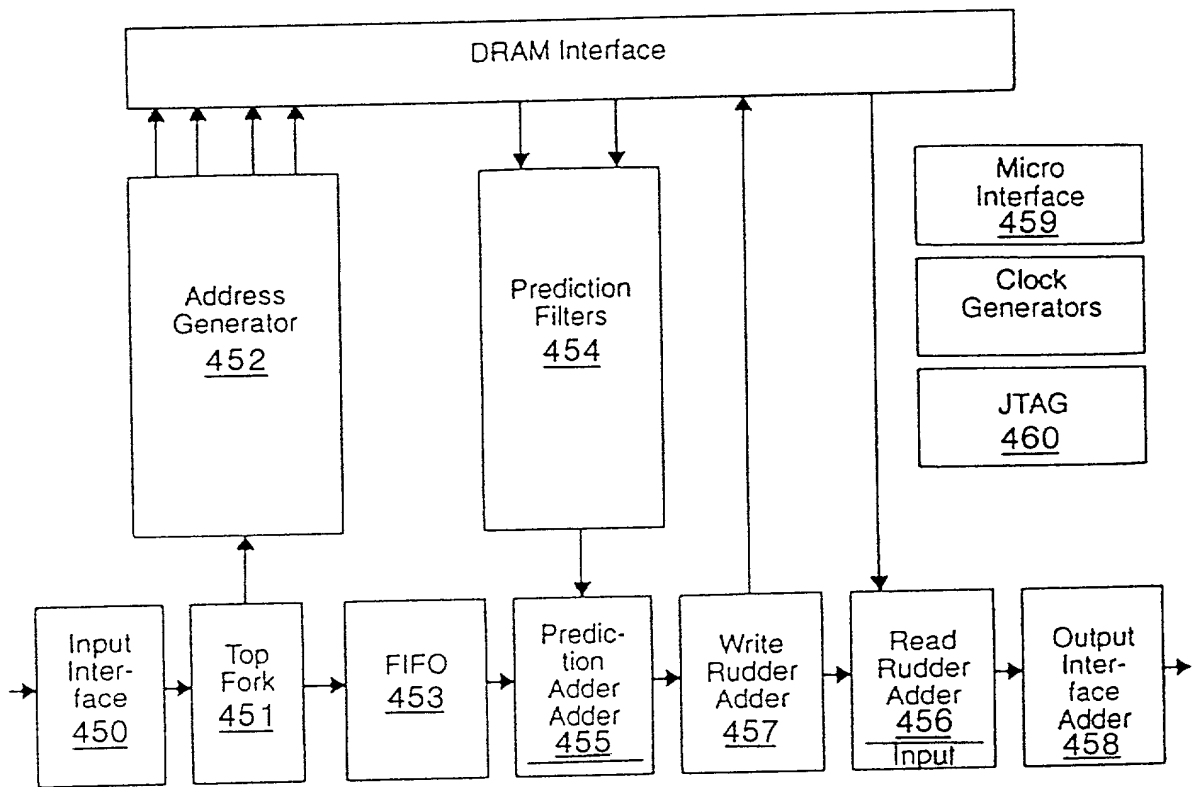 DRAM Interface
Micro
Interface
459
Address
Generator
452
Prediction
Filters
454
Clock
Generators
JTAG
460
Input
Inter-
face
450
Top
Fork
451
FIFO
453
Predic-
tion
Adder
Adder
455
Write
Rudder
Adder
457
Read
Rudder
Adder
456
Input
Output
Inter-
face
Adder
458